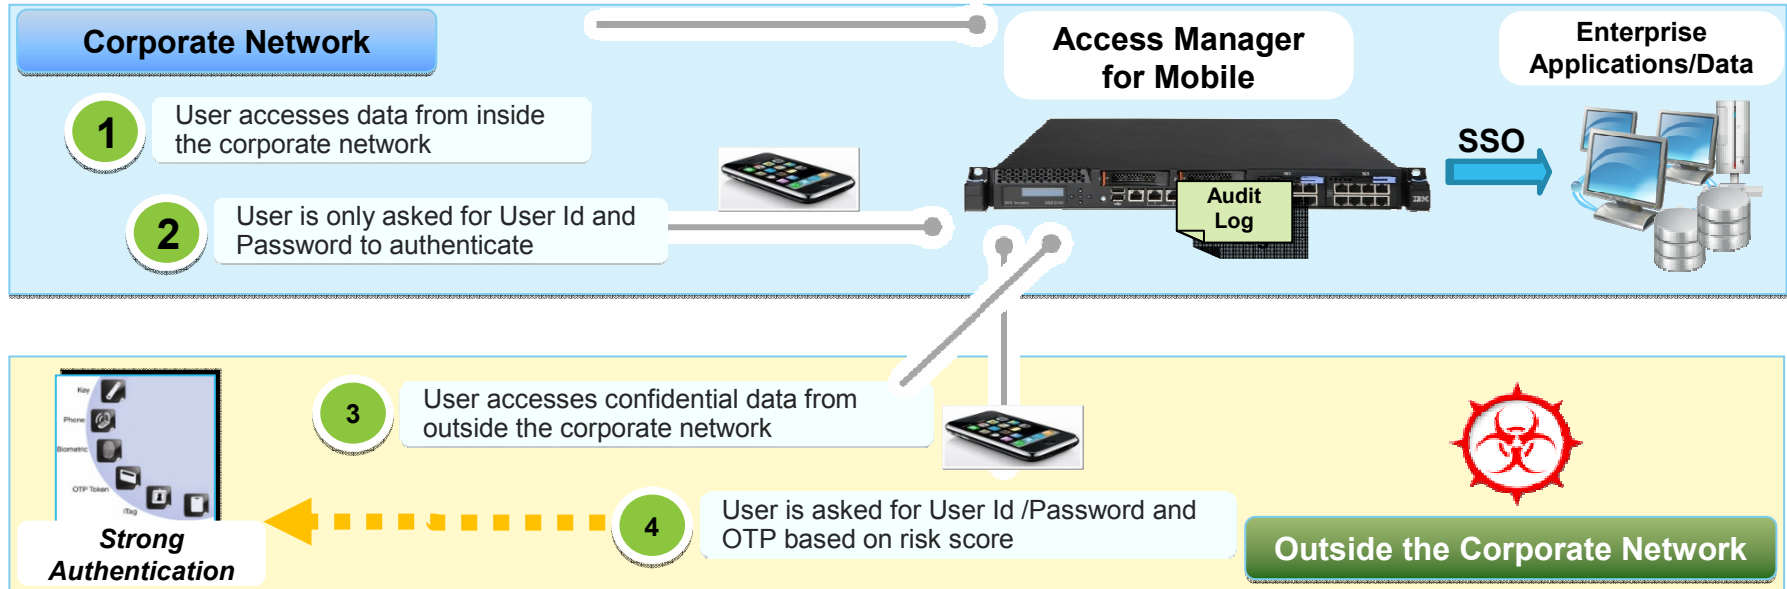 Corporate Network
Access Manager
for Mobile
Enterprise
Applications/Data
1
User accesses data from inside
the corporate network
SSO
Audit
Log
IBM
2
User is only asked for User Id and
Password to authenticate
Key
Phone
Biometric
OTP Token
iTag
3
User accesses confidential data from
outside the corporate network
4
User is asked for User Id /Password and
OTP based on risk score
Strong
Authentication
Outside the Corporate Network